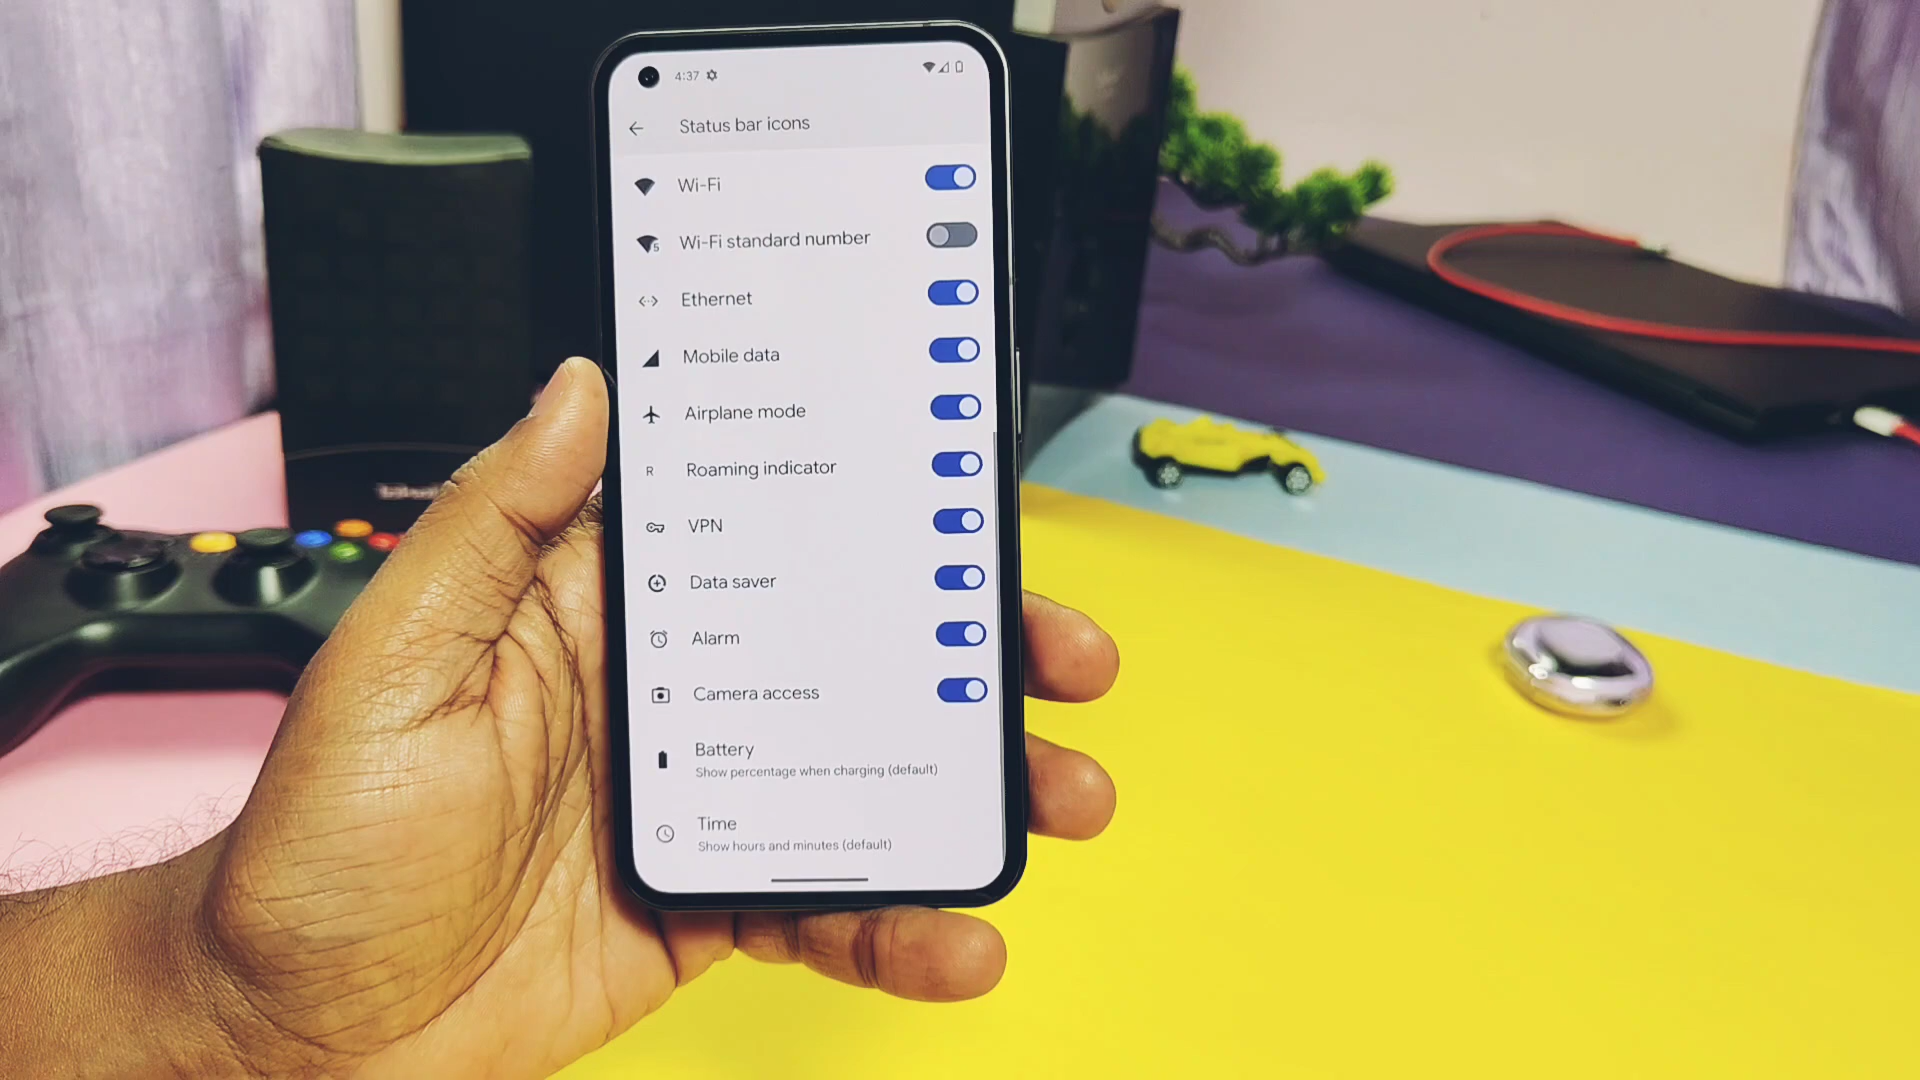 4:37
Status bar icons
Wi-Fi
5
Wi-Fi standard number
Ethernet
Mobile data
Airplane mode
R
Roaming indicator
VPN
Data saver
Alarm
Camera access
Battery
Show percentage when charging (default)
Time
Show hours and minutes (default)